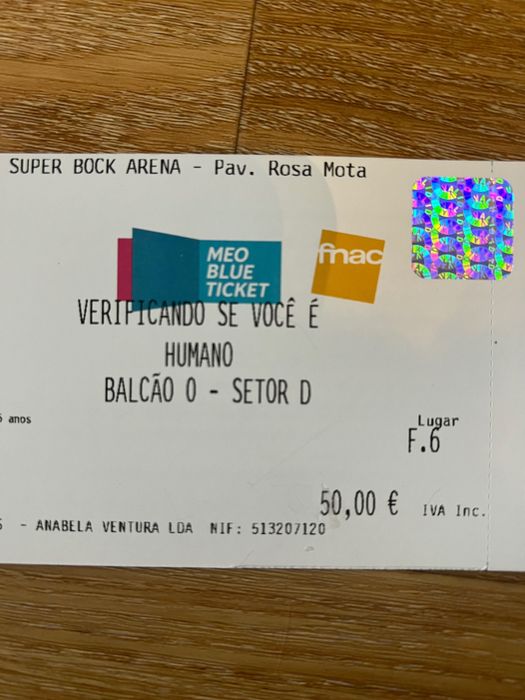 SUPER BOCK ARENA - Pav. Rosa Mota
MEO
BLUE
TICKET
fnac
VERIFICANDO SE VOCÊ É
HUMANO
BALCÃO 0 - SETOR D
anos
Lugar
F.6
50,00 € IVA Inc.
- ANABELA VENTURA LDA NIF: 513207120